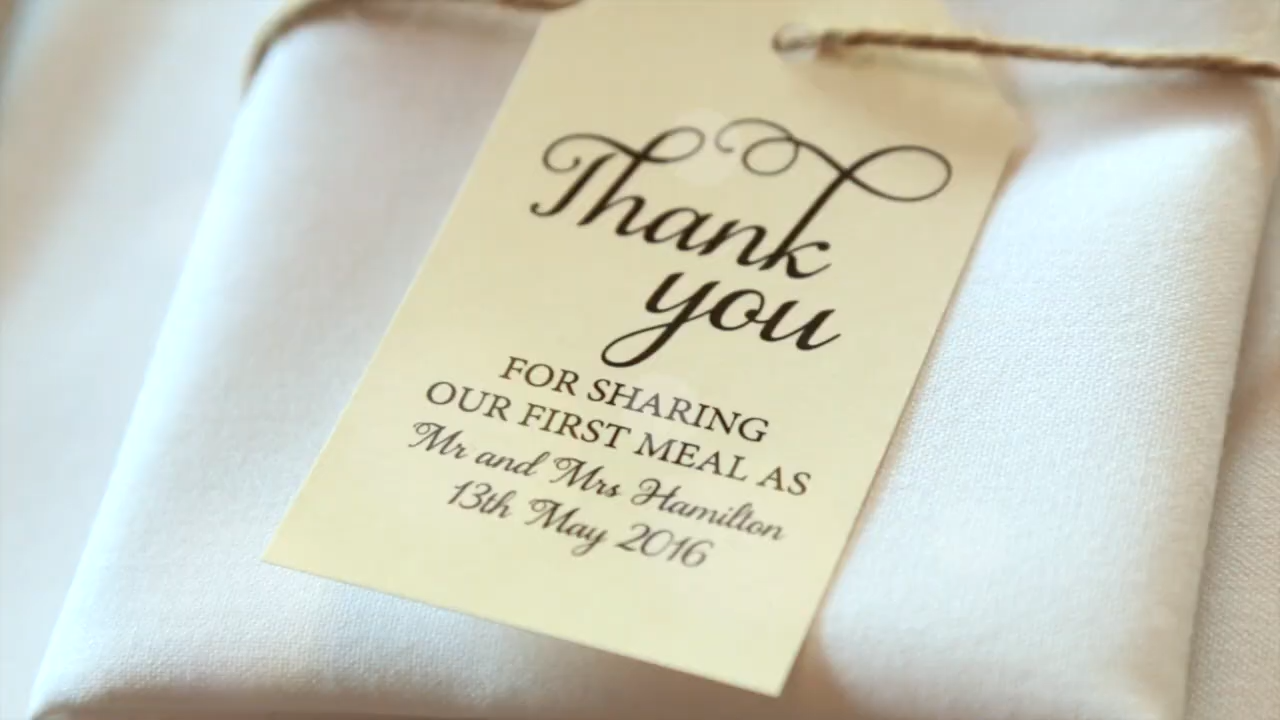 Thank
you
FOR SHARING
OUR FIRST MEAL AS
Mr and Mrs Hamilton
13th May 2016